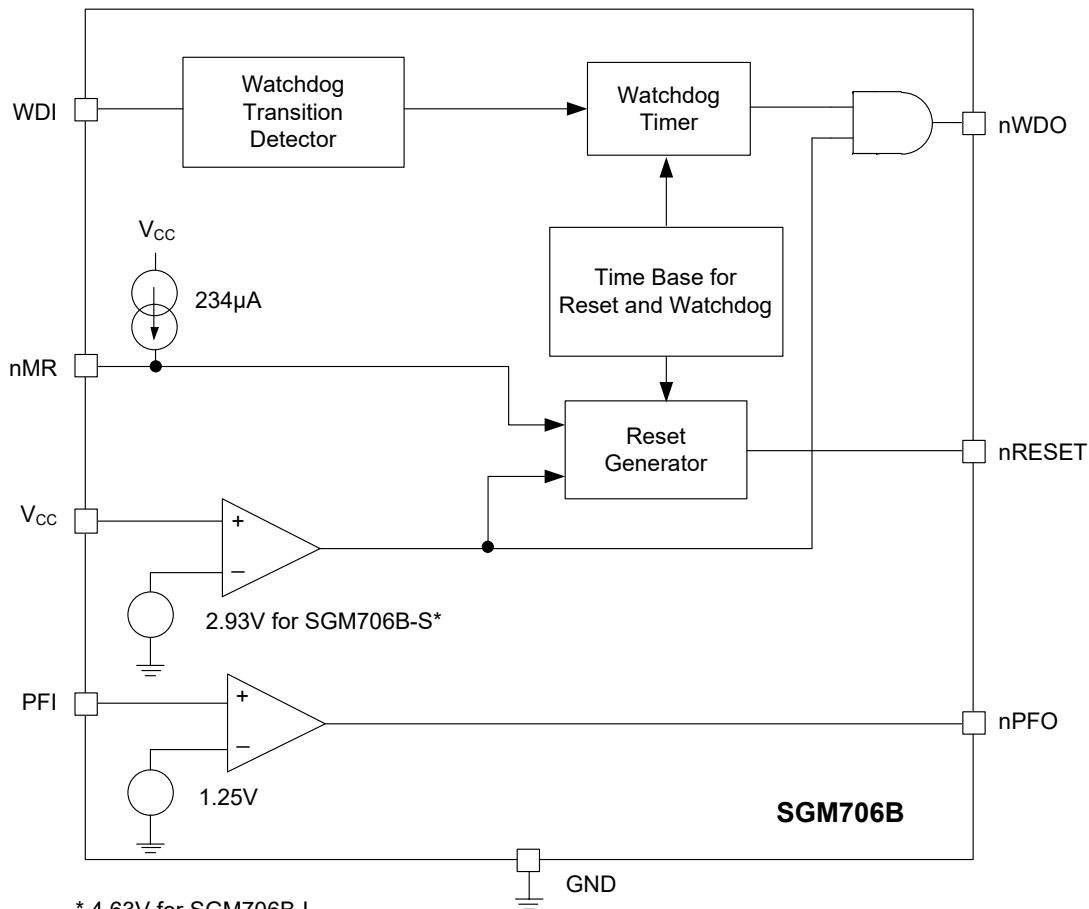 WDI
Watchdog
Transition
Detector
Watchdog
Timer
nWDO
VCC
234μA
Time Base for
Reset and Watchdog
nMR
Reset
Generator
nRESET
VCC
+
−
2.93V for SGM706B-S*
PFI
+
−
nPFO
1.25V
SGM706B
GND